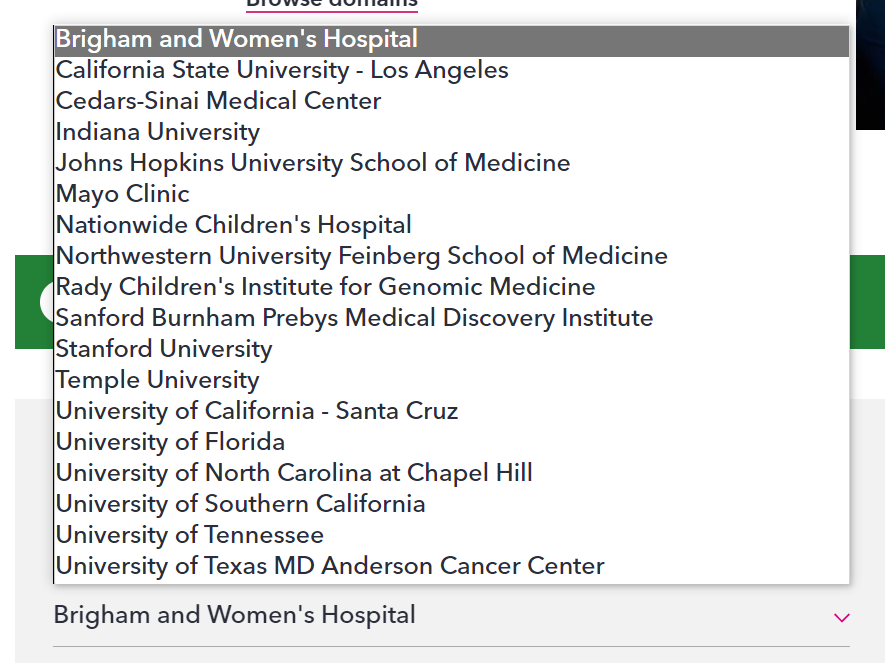 Browse domains
Brigham and Women's Hospital
California State University - Los Angeles
Cedars-Sinai Medical Center
Indiana University
Johns Hopkins University School of Medicine
Mayo Clinic
Nationwide Children's Hospital
Northwestern University Feinberg School of Medicine
Rady Children's Institute for Genomic Medicine
Sanford Burnham Prebys Medical Discovery Institute
Stanford University
Temple University
University of California - Santa Cruz
University of Florida
University of North Carolina at Chapel Hill
University of Southern California
University of Tennessee
University of Texas MD Anderson Cancer Center
Brigham and Women's Hospital